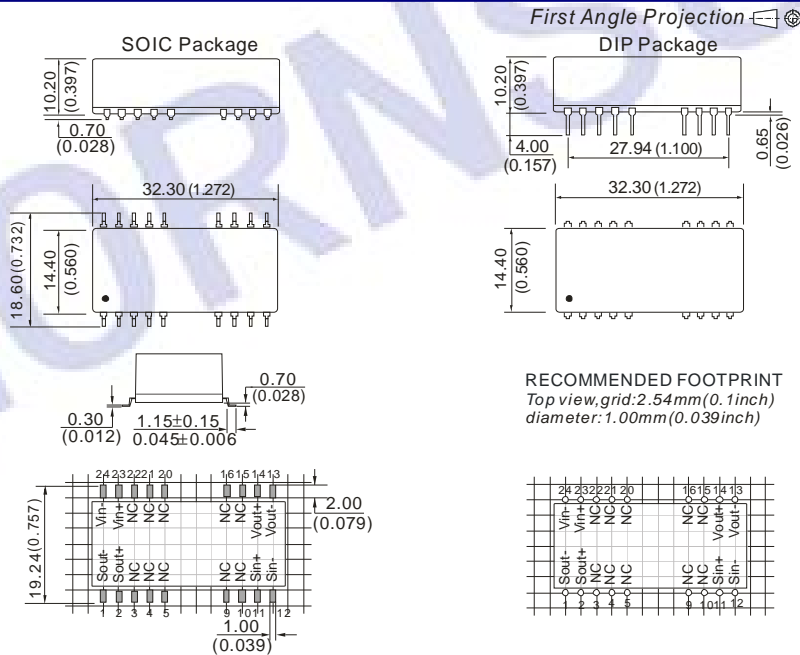 First Angle Projection
SOIC Package
DIP Package
10.20
(0.397)
0.70
(0.028)
10.20
(0.397)
4.00
(0.157)
27.94 (1.100)
0.65
(0.026)
32.30 (1.272)
18.60(0.732)
14.40
(0.560)
32.30 (1.272)
14.40
(0.560)
0.30
(0.012)
1.15±0.15
0.045±0.006
0.70
(0.028)
RECOMMENDED FOOTPRINT
Top view,grid:2.54mm(0.1inch)
diameter:1.00mm(0.039inch)
24 23 22 21 20 16 15 14 13
Vin- Vin+ NC NC NC NC NC Vout+ Vout-
Sout- Sout+ NC NC NC NC NC Sin+ Sin-
1 2 3 4 5 9 10 11 12
19.24(0.757)
2.00
(0.079)
1.00
(0.039)
24 23 22 21 20 16 15 14 13
Vin- Vin+ NC NC NC NC NC Vout+ Vout-
Sout- Sout+ NC NC NC NC NC Sin+ Sin-
1 2 3 4 5 9 10 11 12
ORNS